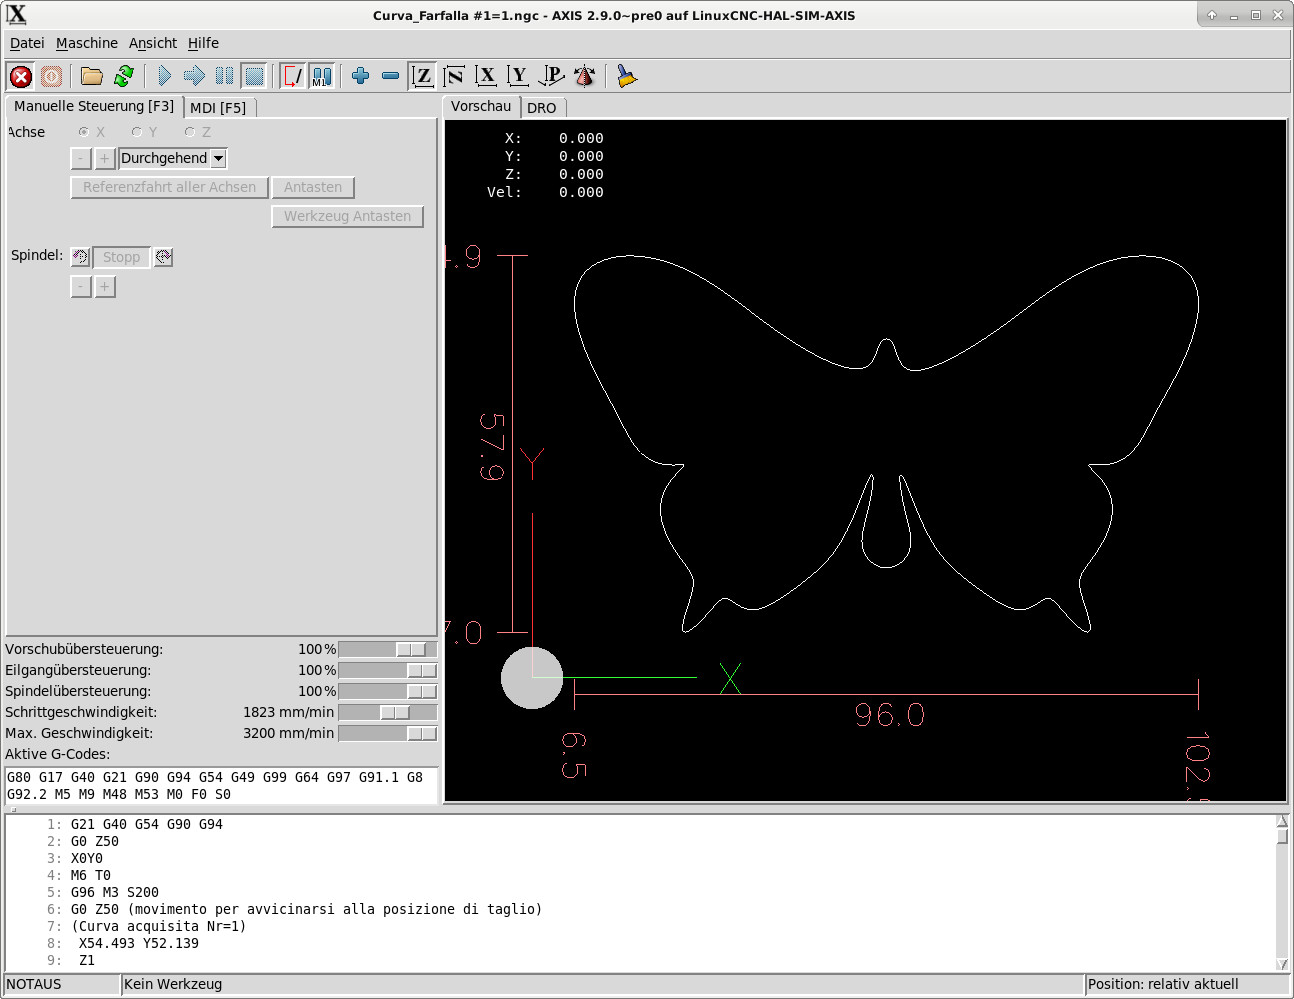 Curva_Farfalla #1=1.ngc - AXIS 2.9.0~pre0 auf LinuxCNC-HAL-SIM-AXIS
Datei Maschine Ansicht Hilfe
M1 Z N X Y P
Manuelle Steuerung [F3] MDI [F5]
Achse X Y Z
- + Durchgehend
Referenzfahrt aller Achsen Antasten
Werkzeug Antasten
Spindel: Stopp
- +
Vorschubübersteuerung: 100%
Eilgangübersteuerung: 100%
Spindelübersteuerung: 100%
Schrittgeschwindigkeit: 1823 mm/min
Max. Geschwindigkeit: 3200 mm/min
Aktive G-Codes:
G80 G17 G40 G21 G90 G94 G54 G49 G99 G64 G97 G91.1 G8
G92.2 M5 M9 M48 M53 M0 F0 S0
Vorschau DRO
X: 0.000
Y: 0.000
Z: 0.000
Vel: 0.000
.9
57.9
Y
7.0
X
96.0
6.5
102.5
1: G21 G40 G54 G90 G94
2: G0 Z50
3: X0Y0
4: M6 T0
5: G96 M3 S200
6: G0 Z50 (movimento per avvicinarsi alla posizione di taglio)
7: (Curva acquisita Nr=1)
8: X54.493 Y52.139
9: Z1
NOTAUS Kein Werkzeug Position: relativ aktuell